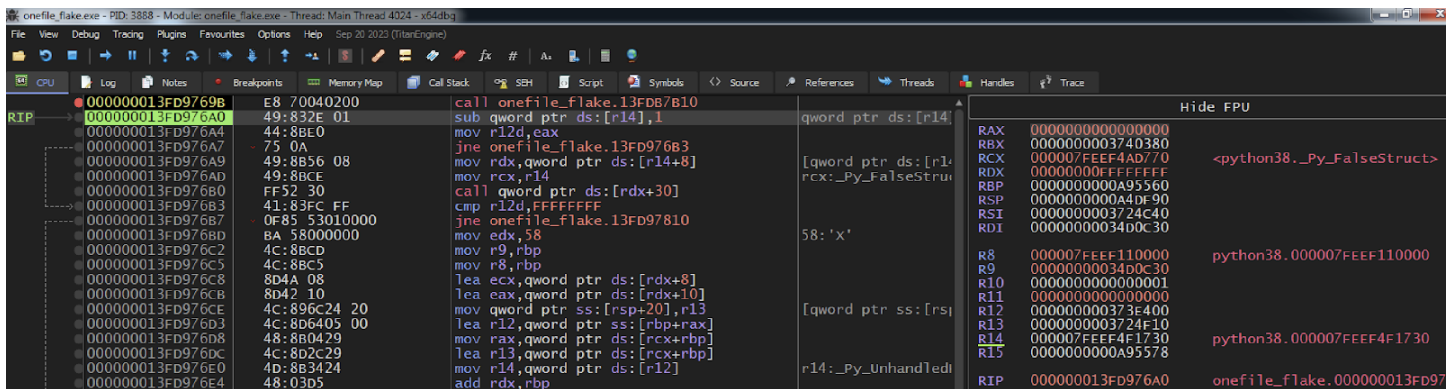 onefile_flake.exe - PID: 3888 - Module: onefile_flake.exe - Thread: Main Thread 4024 - x64dbg
File View Debug Tracing Plugins Favourites Options Help Sep 20 2023 (TitanEngine)
CPU Log Notes Breakpoints Memory Map Call Stack SEH Script Symbols Source References Threads Handles Trace
Hide FPU
000000013FD9769B E8 70040200 call onefile_flake.13FDB7B10
RIP 000000013FD976A0 49:832E 01 sub qword ptr ds:[r14],1 qword ptr ds:[r14]
000000013FD976A4 44:8BE0 mov r12d,eax
000000013FD976A7 75 0A jne onefile_flake.13FD976B3
000000013FD976A9 49:8B56 08 mov rdx,qword ptr ds:[r14+8] [qword ptr ds:[r14
000000013FD976AD 49:8BCE mov rcx,r14 rcx:_Py_FalseStruc
000000013FD976B0 FF52 30 call qword ptr ds:[rdx+30]
000000013FD976B3 41:83FC FF cmp r12d,FFFFFFFF
000000013FD976B7 0F85 53010000 jne onefile_flake.13FD97810
000000013FD976BD BA 58000000 mov edx,58 58:'X'
000000013FD976C2 4C:8BCD mov r9,rbp
000000013FD976C5 4C:8BC5 mov r8,rbp
000000013FD976C8 8D4A 08 lea ecx,qword ptr ds:[rdx+8]
000000013FD976CB 8D42 10 lea eax,qword ptr ds:[rdx+10]
000000013FD976CE 4C:896C24 20 mov qword ptr ss:[rsp+20],r13 [qword ptr ss:[rsp
000000013FD976D3 4C:8D6405 00 lea r12,qword ptr ss:[rbp+rax]
000000013FD976D8 48:8B0429 mov rax,qword ptr ds:[rcx+rbp]
000000013FD976DC 4C:8D2C29 lea r13,qword ptr ds:[rcx+rbp]
000000013FD976E0 4D:8B3424 mov r14,qword ptr ds:[r12] r14:_Py_Unhandled
000000013FD976E4 48:03D5 add rdx,rbp
RAX 0000000000000000
RBX 0000000003740380
RCX 000007FEEF4AD770 <python38._Py_FalseStruct>
RDX 00000000FFFFFFFF
RBP 0000000000A95560
RSP 0000000000A4DF90
RSI 0000000003724C40
RDI 00000000034D0C30
R8 000007FEEF110000 python38.000007FEEF110000
R9 00000000034D0C30
R10 0000000000000001
R11 0000000000000000
R12 000000000373E400
R13 0000000003724F10
R14 000007FEEF4F1730 python38.000007FEEF4F1730
R15 0000000000A95578
RIP 000000013FD976A0 onefile_flake.000000013FD97